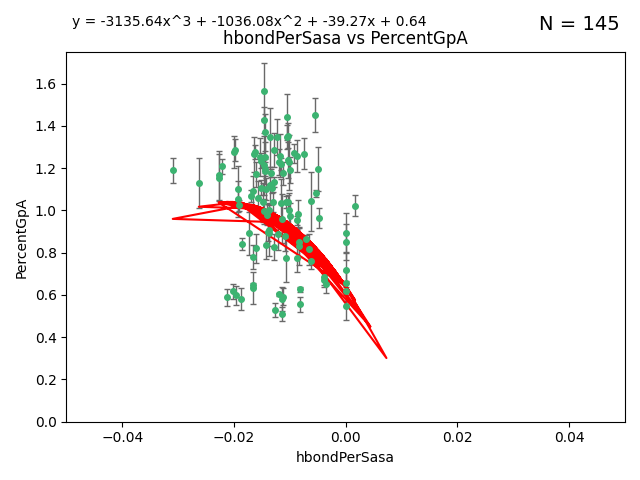 y = -3135.64x^3 + -1036.08x^2 + -39.27x + 0.64
N = 145
hbondPerSasa vs PercentGpA
1.6
1.4
1.2
1.0
0.8
0.6
0.4
0.2
0.0
PercentGpA
−0.04 −0.02 0.00 0.02 0.04
hbondPerSasa